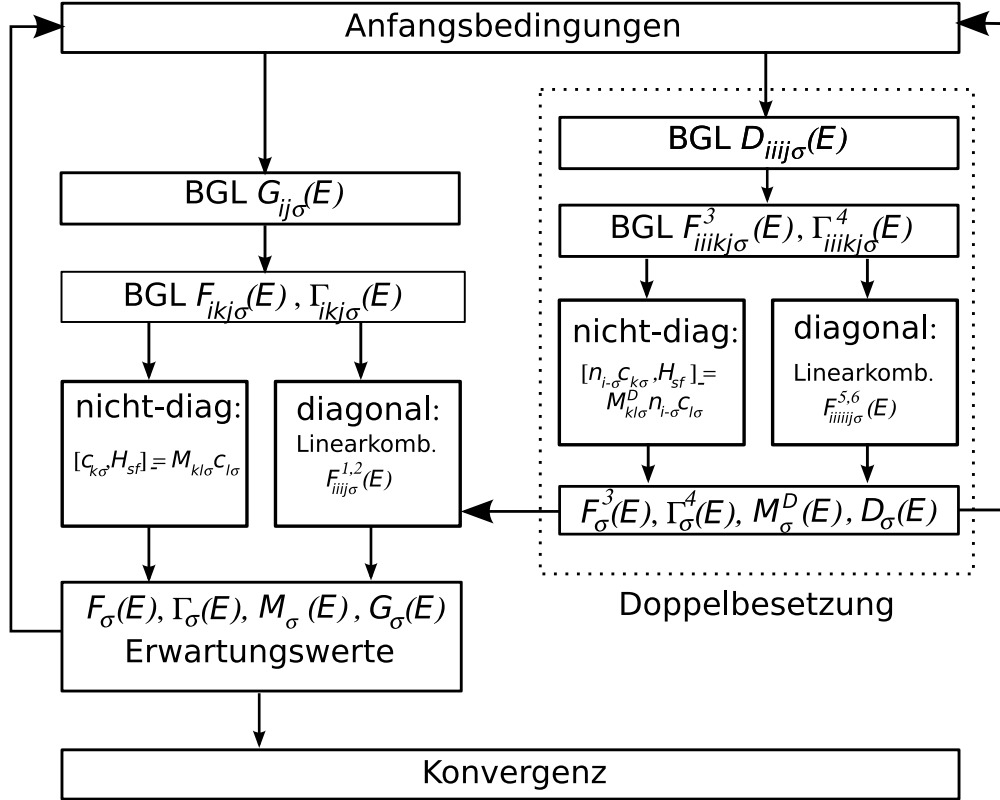 Anfangsbedingungen
BGL G_{ijσ}(E)
BGL F_{ikjσ}(E) , Γ_{ikjσ}(E)
nicht-diag:
[c_{kσ},H_{sf}] = M_{klσ}c_{lσ}
diagonal:
Linearkomb.
F^{1,2}_{iiijσ}(E)
F_σ(E), Γ_σ(E), M_σ(E), G_σ(E)
Erwartungswerte
BGL D_{iiijσ}(E)
BGL F^3_{iiikjσ}(E), Γ^4_{iiikjσ}(E)
nicht-diag:
[n_{i-σ}c_{kσ},H_{sf}] =
M^D_{klσ}n_{i-σ}c_{lσ}
diagonal:
Linearkomb.
F^{5,6}_{iiiiijσ}(E)
F^3_σ(E), Γ^4_σ(E), M^D_σ(E), D_σ(E)
Doppelbesetzung
Konvergenz